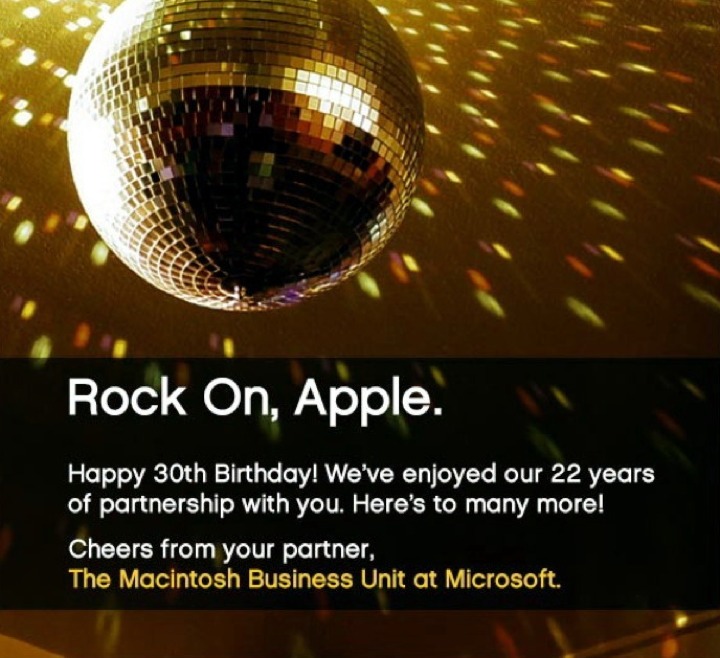 Rock On, Apple.
Happy 30th Birthday! We've enjoyed our 22 years
of partnership with you. Here's to many more!
Cheers from your partner,
The Macintosh Business Unit at Microsoft.